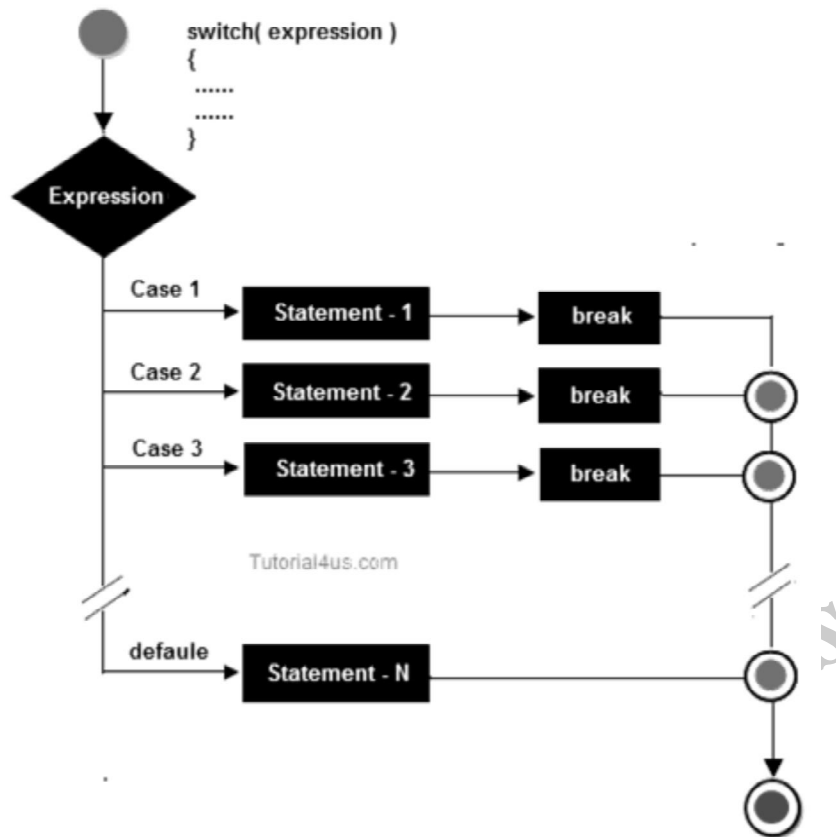 switch( expression )
{
......
......
}
Expression
Case 1
Statement - 1
break
Case 2
Statement - 2
break
Case 3
Statement - 3
break
Tutorial4us.com
defaule
Statement - N